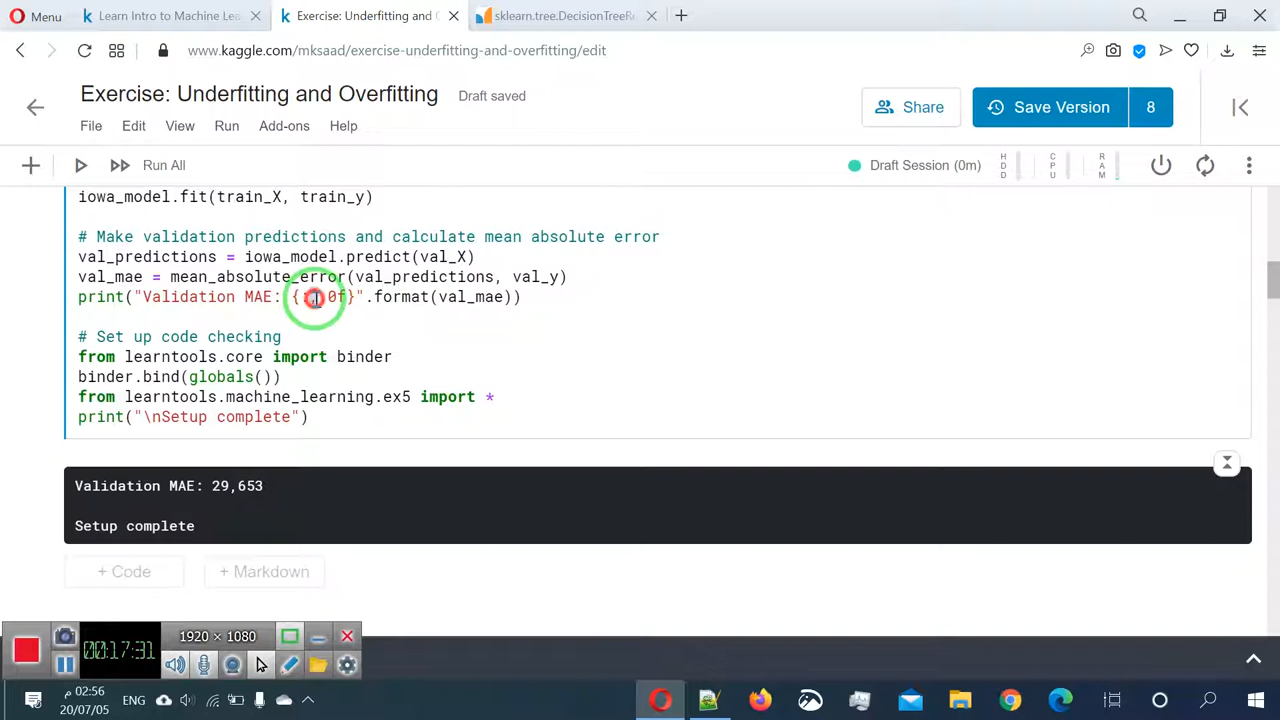 Menu
Learn Intro to Machine Lea
Exercise: Underfitting and O
sklearn.tree.DecisionTreeRe
www.kaggle.com/mksaad/exercise-underfitting-and-overfitting/edit
Exercise: Underfitting and Overfitting
Draft saved
Share
Save Version
8
File
Edit
View
Run
Add-ons
Help
Run All
Draft Session (0m)
HDD
CPU
RAM
iowa_model.fit(train_X, train_y)
# Make validation predictions and calculate mean absolute error
val_predictions = iowa_model.predict(val_X)
val_mae = mean_absolute_error(val_predictions, val_y)
print("Validation MAE: 0f}".format(val_mae))
# Set up code checking
from learntools.core import binder
binder.bind(globals())
from learntools.machine_learning.ex5 import *
print("\nSetup complete")
Validation MAE: 29,653
Setup complete
+ Code
+ Markdown
1920 × 1080
00:17:31
ENG
02:56 م
20/07/05